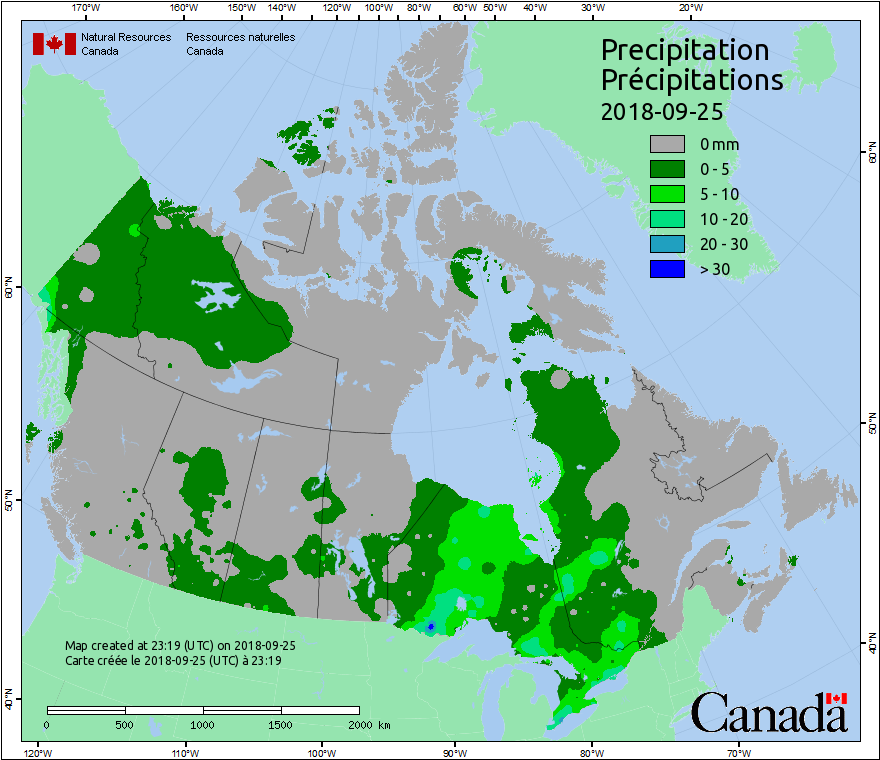 170°W 160°W 150°W 140°W 120°W 100°W 80°W 60°W 50°W 40°W 30°W 20°W
Natural Resources Ressources naturelles
Canada Canada
Precipitation
Précipitations
2018-09-25
0 mm
0 - 5
5 - 10
10 - 20
20 - 30
> 30
60°N
60°N
50°N
50°N
40°N
40°N
Map created at 23:19 (UTC) on 2018-09-25
Carte créée le 2018-09-25 (UTC) à 23:19
0 500 1000 1500 2000 km
Canada
120°W 110°W 100°W 90°W 80°W 70°W